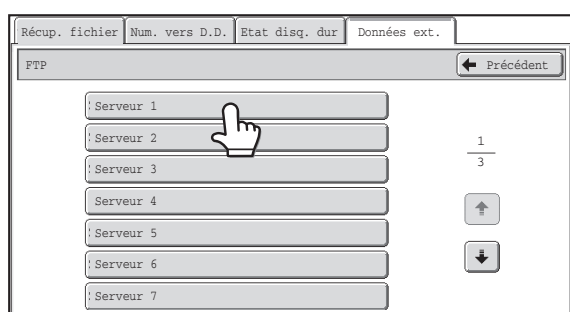 Récup. fichier Num. vers D.D. Etat disq. dur Données ext.
FTP Précédent
Serveur 1
Serveur 2
1
3
Serveur 3
Serveur 4
Serveur 5
Serveur 6
Serveur 7